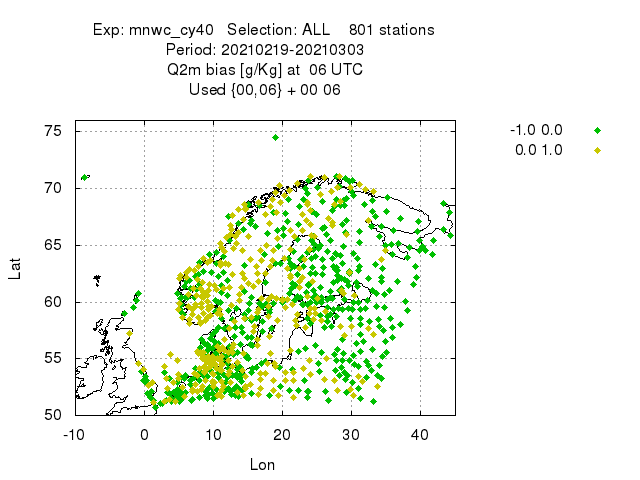 Exp: mnwc_cy40   Selection: ALL    801 stations
Period: 20210219-20210303
Q2m bias [g/Kg] at  06 UTC
Used {00,06} + 00 06
-1.0 0.0
0.0 1.0
75
70
65
60
55
50
Lat
-10 0 10 20 30 40
Lon